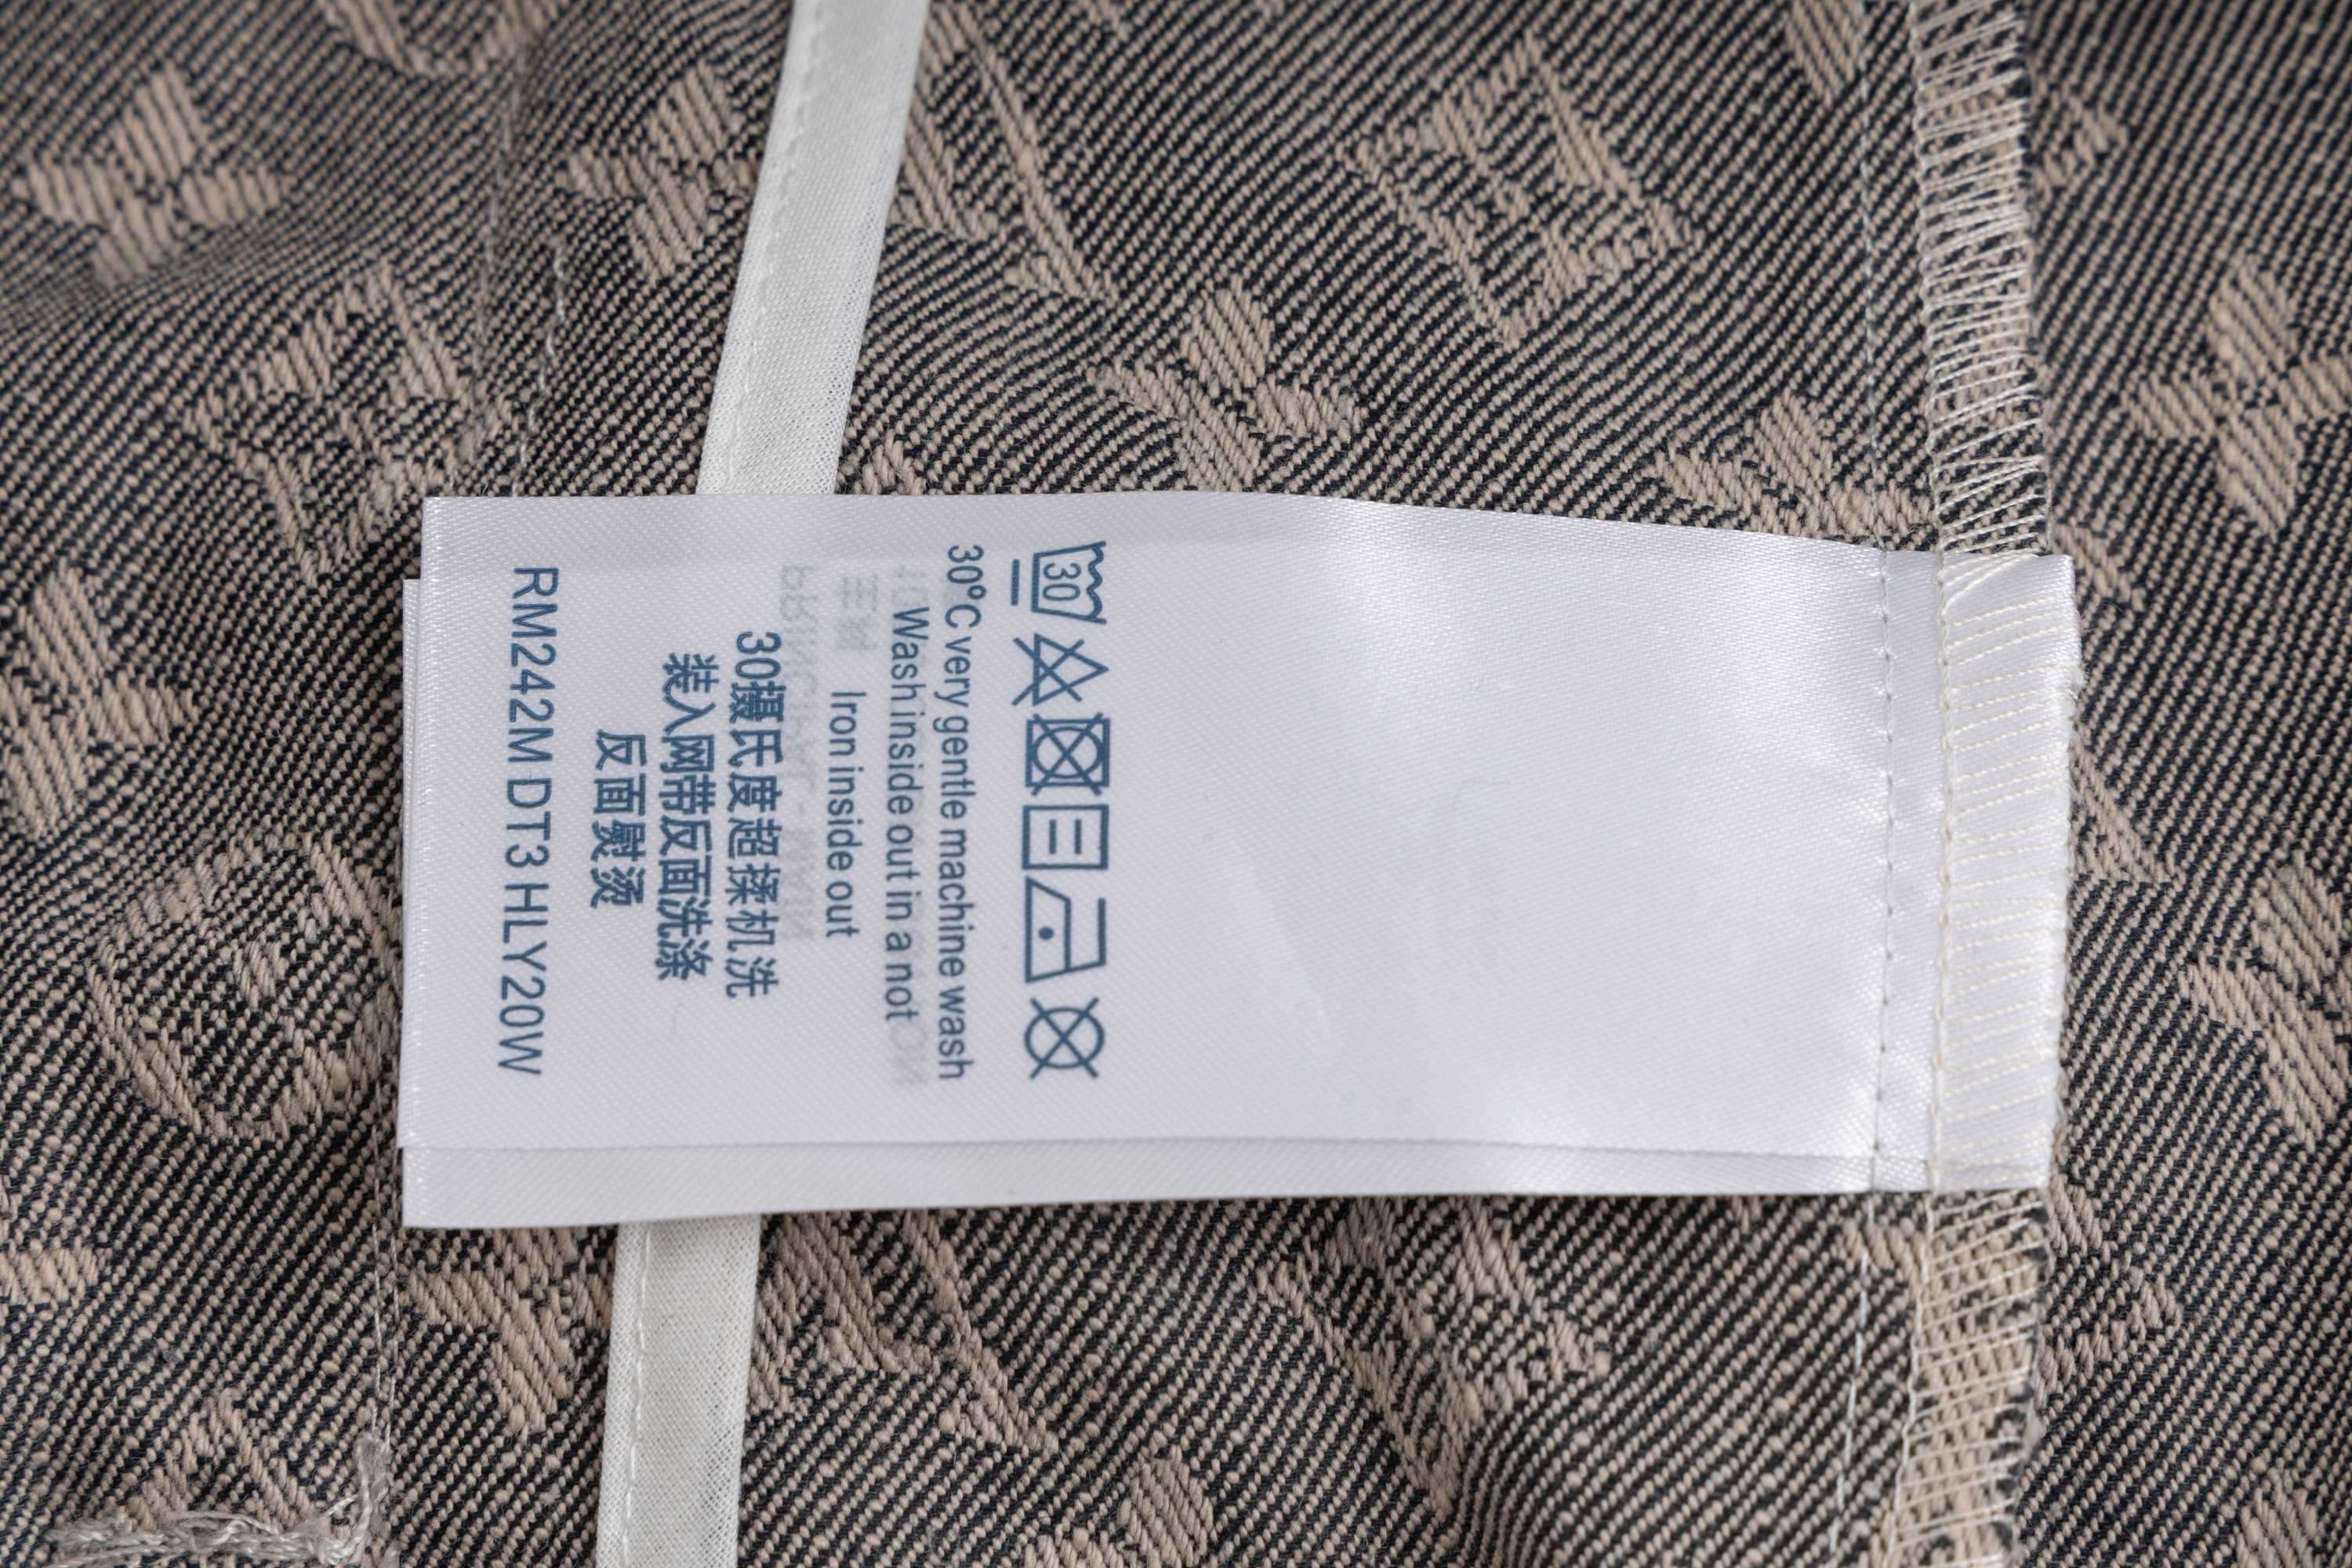 30
30°C very gentle machine wash
Wash inside out in a not
Iron inside out
30摄氏度超揉机洗
装入网带反面洗涤
反面熨烫
RM242M DT3 HLY20W